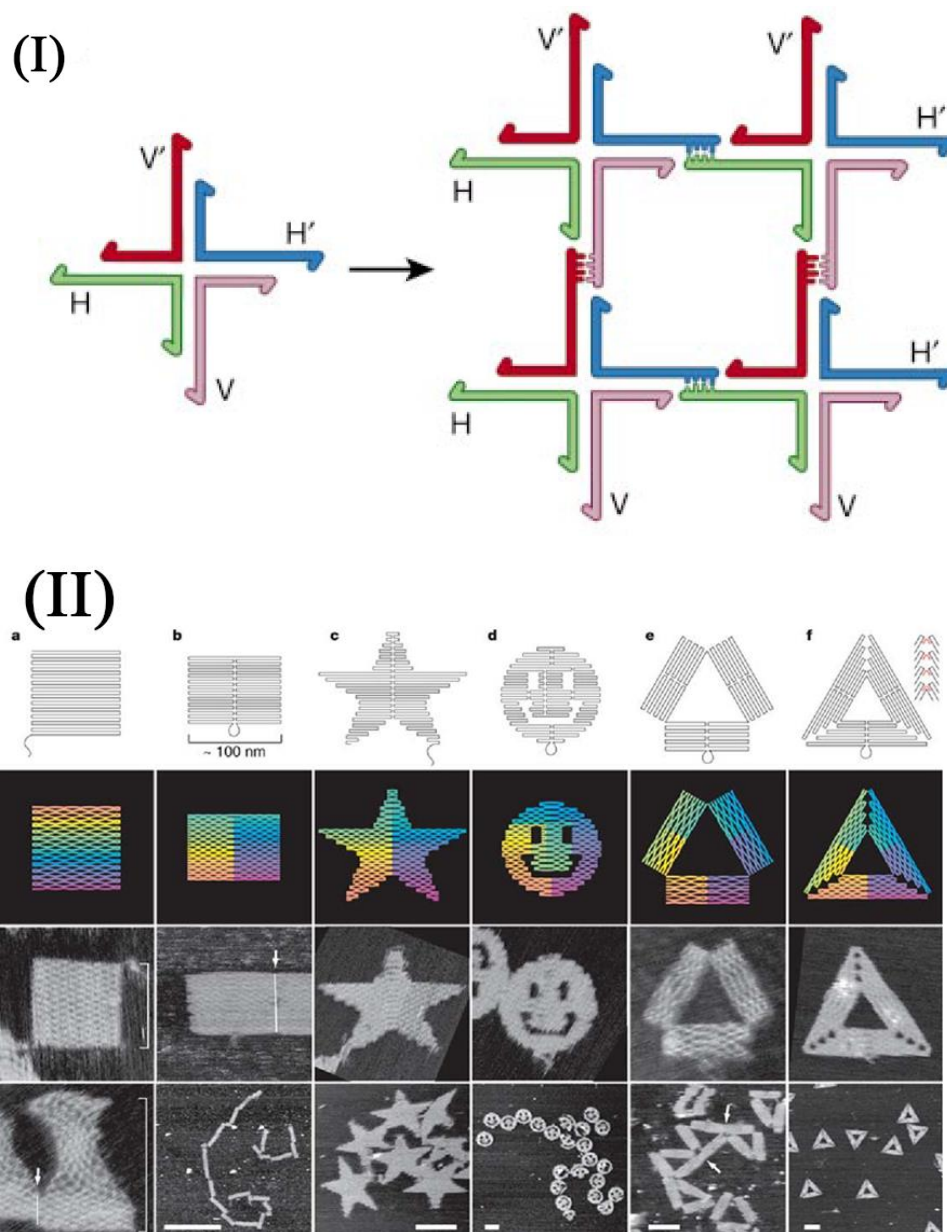 (I)
V′ V′
V′ H′
H H′
H V
H′
H
V V
(II)
a b c d e f
~ 100 nm